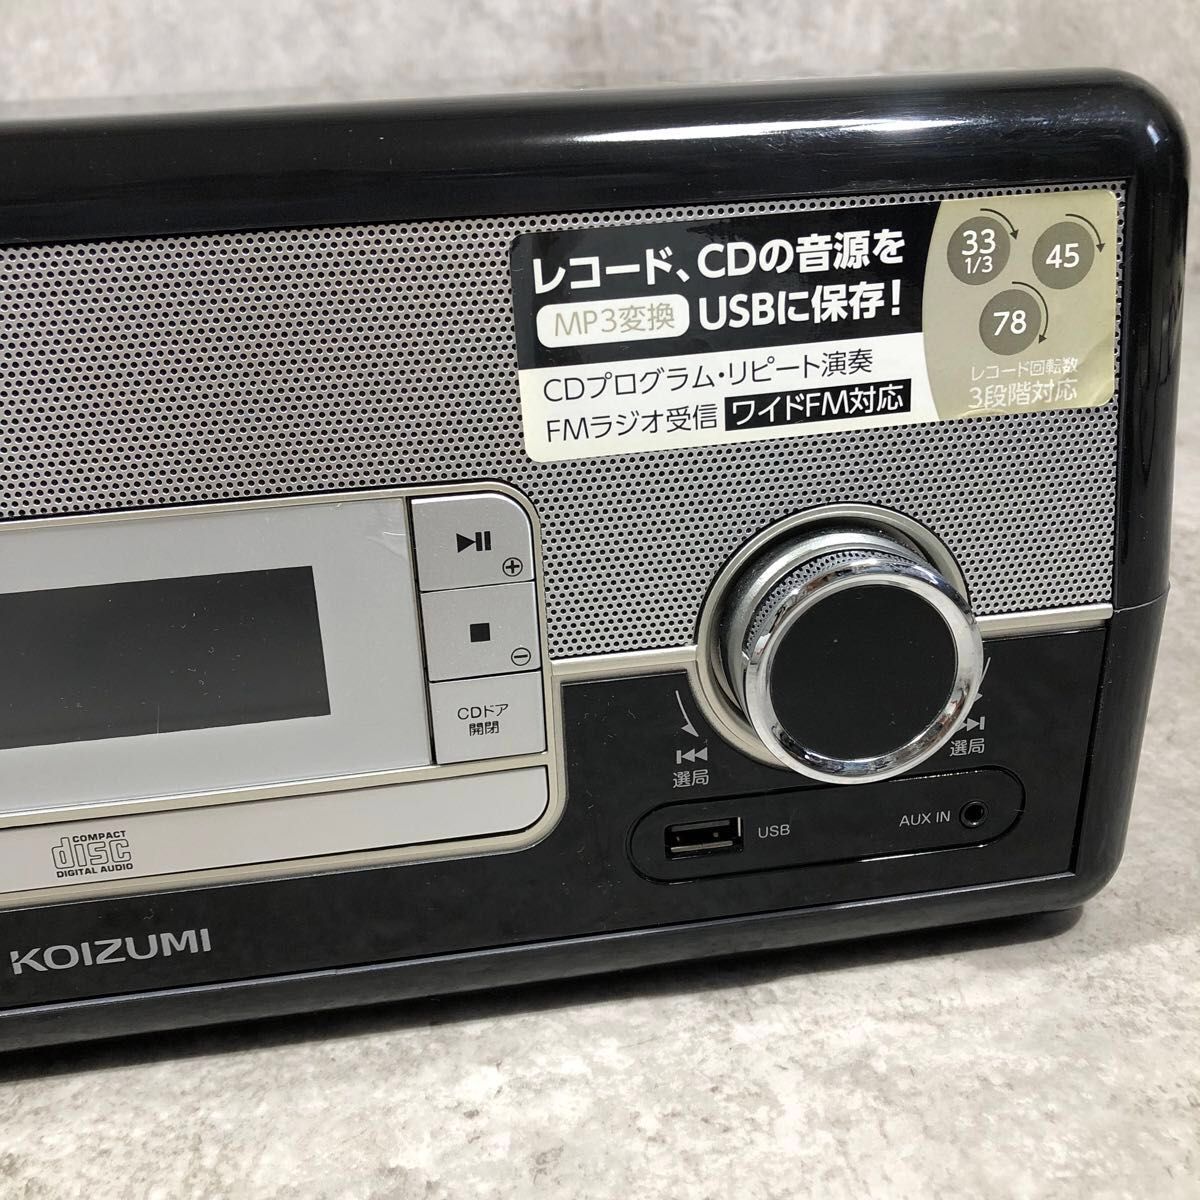 レコード、CDの音源を
MP3変換 USBに保存!
CDプログラム・リピート演奏
FMラジオ受信 ワイドFM対応
33 1/3
45
78
レコード回転数
3段階対応
CDドア
開閉
選局
選局
USB
AUX IN
COMPACT
disc
DIGITAL AUDIO
KOIZUMI